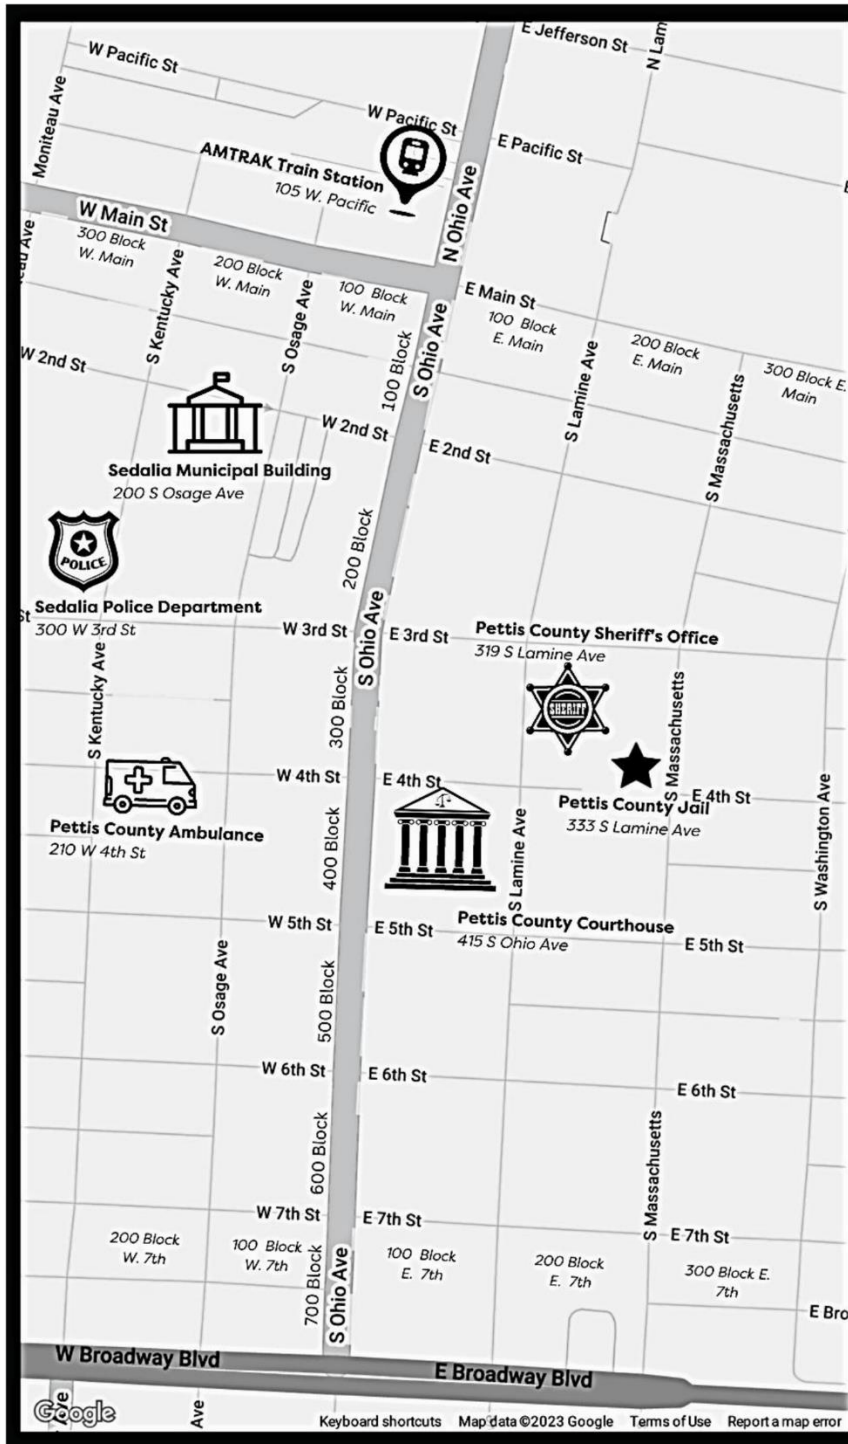 E Jefferson St
N Lam
W Pacific St
Moniteau Ave
W Pacific St
AMTRAK Train Station
105 W. Pacific
E Pacific St
N Ohio Ave
W Main St
300 Block
W. Main
200 Block
W. Main
100 Block
W. Main
E Main St
100 Block
E. Main
200 Block
E. Main
300 Block E.
Main
eau Ave
S Kentucky Ave
S Osage Ave
100 Block
S Ohio Ave
S Lamine Ave
S Massachusetts
W 2nd St
W 2nd St
E 2nd St
Sedalia Municipal Building
200 S Osage Ave
200 Block
POLICE
Sedalia Police Department
300 W 3rd St
St
W 3rd St
S Ohio Ave
E 3rd St
Pettis County Sheriff's Office
319 S Lamine Ave
SHERIFF
S Kentucky Ave
300 Block
S Massachusetts
W 4th St
E 4th St
E 4th St
Pettis County Jail
333 S Lamine Ave
Pettis County Ambulance
210 W 4th St
400 Block
S Lamine Ave
S Washington Ave
W 5th St
E 5th St
Pettis County Courthouse
415 S Ohio Ave
E 5th St
S Osage Ave
500 Block
W 6th St
E 6th St
E 6th St
600 Block
S Massachusetts
W 7th St
E 7th St
E 7th St
200 Block
W. 7th
100 Block
W. 7th
700 Block
S Ohio Ave
100 Block
E. 7th
200 Block
E. 7th
300 Block E.
7th
E Bro
W Broadway Blvd
E Broadway Blvd
Ave
Ave
Google
Keyboard shortcuts Map data ©2023 Google Terms of Use Report a map error